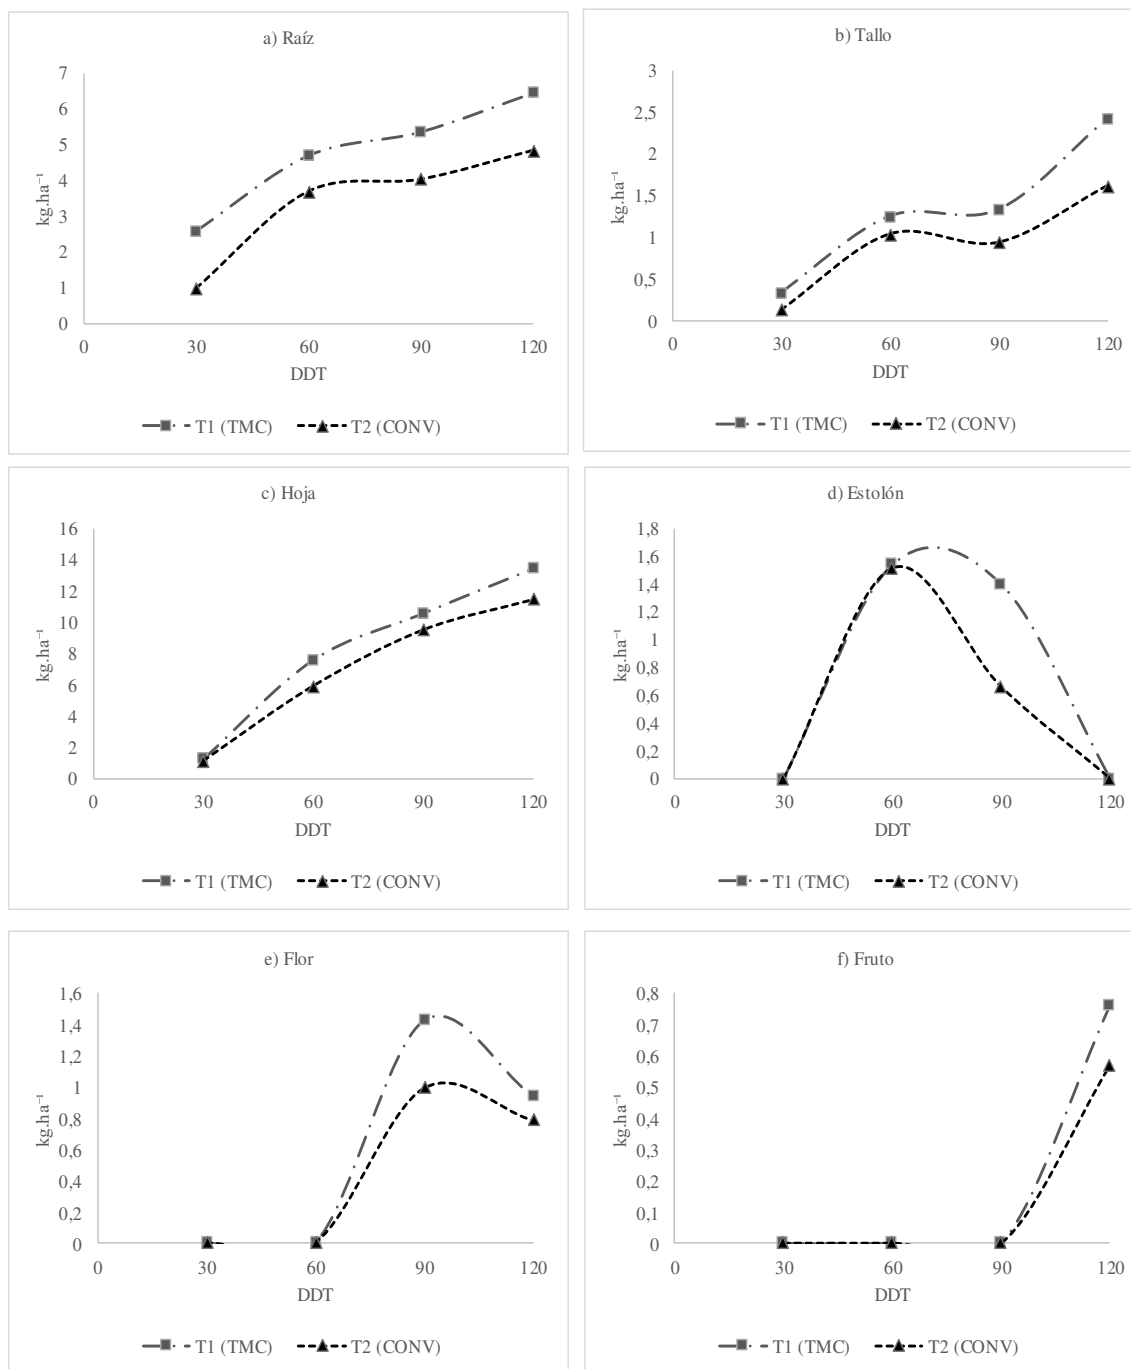 a) Raíz
7
6
5
4
3
2
1
0
kg.ha⁻¹
0 30 60 90 120
DDT
T1 (TMC) T2 (CONV)
b) Tallo
3
2,5
2
1,5
1
0,5
0
kg.ha⁻¹
0 30 60 90 120
DDT
T1 (TMC) T2 (CONV)
c) Hoja
16
14
12
10
8
6
4
2
0
kg.ha⁻¹
0 30 60 90 120
DDT
T1 (TMC) T2 (CONV)
d) Estolón
1,8
1,6
1,4
1,2
1
0,8
0,6
0,4
0,2
0
kg.ha⁻¹
0 30 60 90 120
DDT
T1 (TMC) T2 (CONV)
e) Flor
1,6
1,4
1,2
1
0,8
0,6
0,4
0,2
0
kg.ha⁻¹
0 30 60 90 120
DDT
T1 (TMC) T2 (CONV)
f) Fruto
0,8
0,7
0,6
0,5
0,4
0,3
0,2
0,1
0
kg.ha⁻¹
0 30 60 90 120
DDT
T1 (TMC) T2 (CONV)